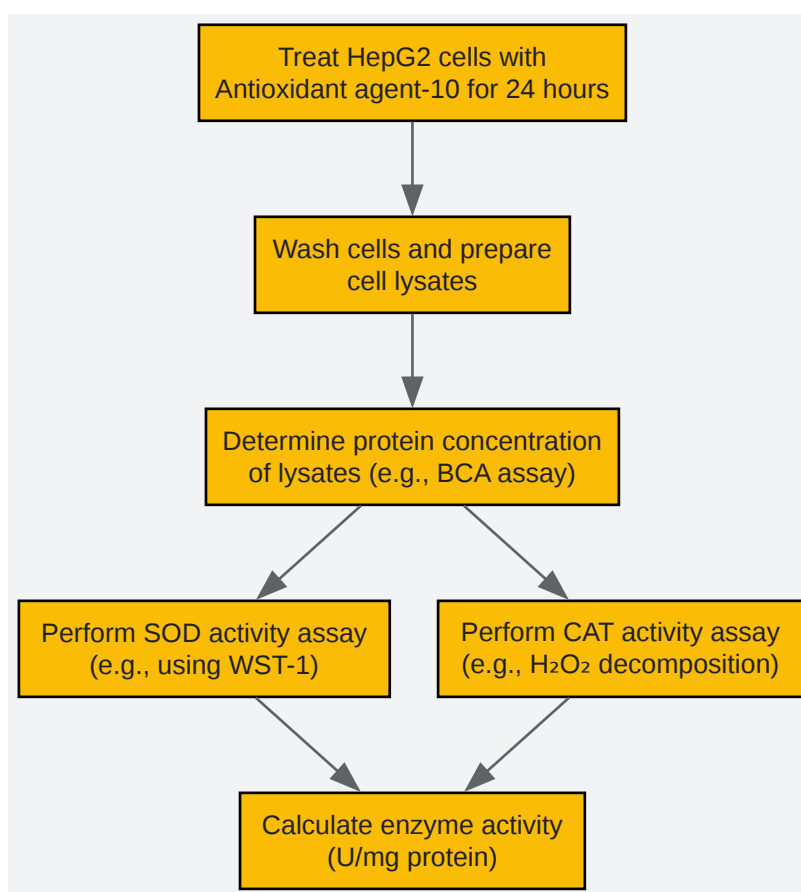 Treat HepG2 cells with
Antioxidant agent-10 for 24 hours
Wash cells and prepare
cell lysates
Determine protein concentration
of lysates (e.g., BCA assay)
Perform SOD activity assay
(e.g., using WST-1)
Perform CAT activity assay
(e.g., H₂O₂ decomposition)
Calculate enzyme activity
(U/mg protein)